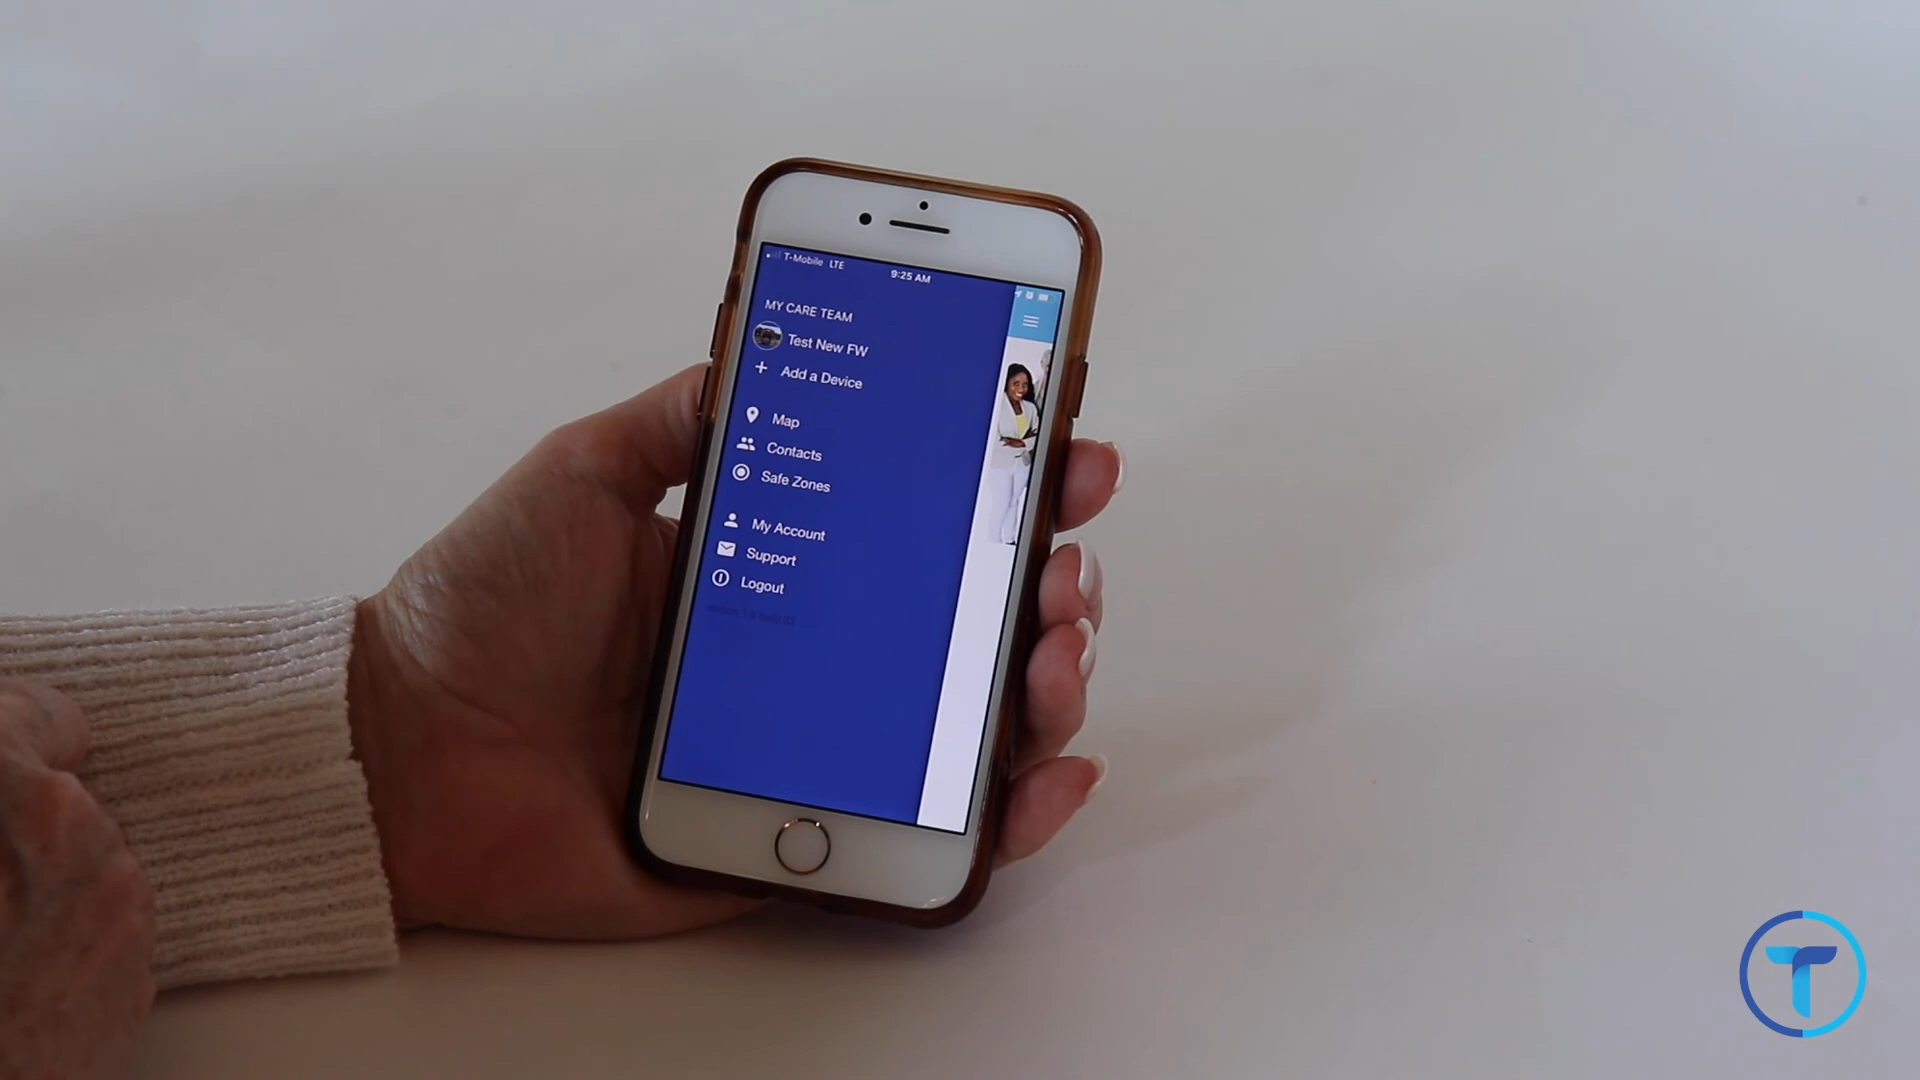 T-Mobile LTE 9:25 AM
MY CARE TEAM
Test New FW
+ Add a Device
Map
Contacts
Safe Zones
My Account
Support
Logout